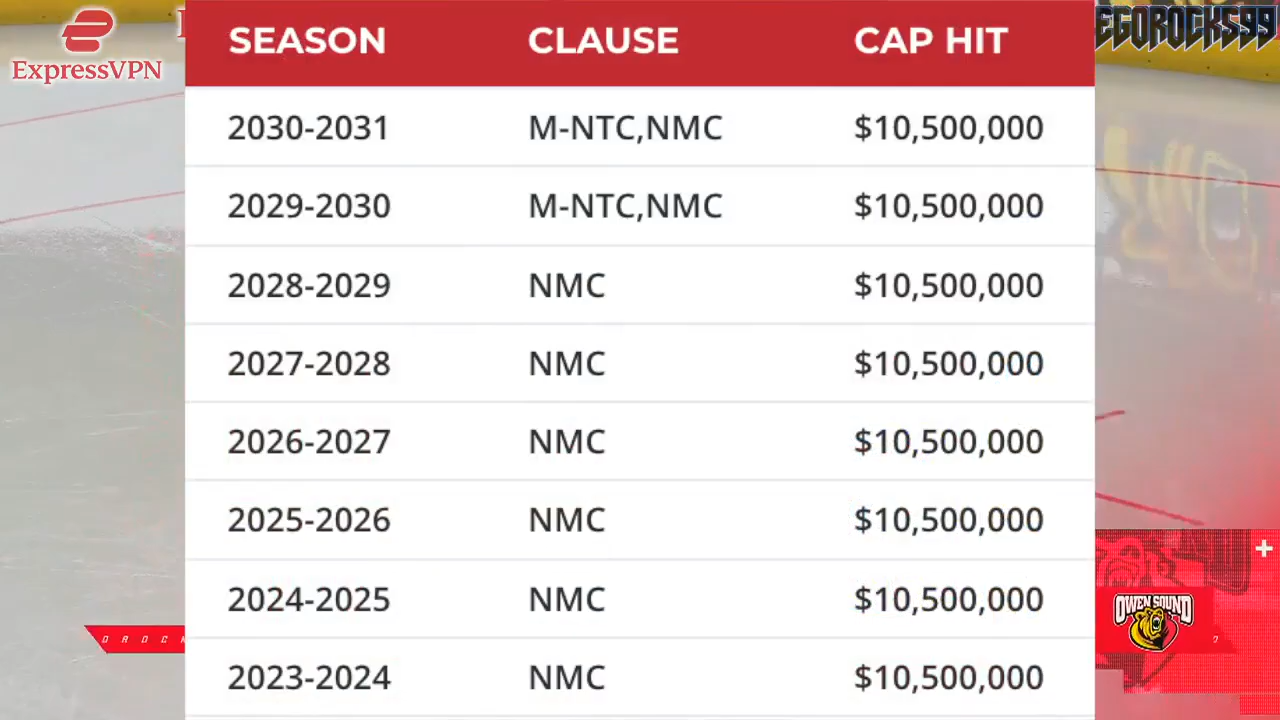 ExpressVPN
EGOROCKS99
SEASON CLAUSE CAP HIT
2030-2031 M-NTC,NMC $10,500,000
2029-2030 M-NTC,NMC $10,500,000
2028-2029 NMC $10,500,000
2027-2028 NMC $10,500,000
2026-2027 NMC $10,500,000
2025-2026 NMC $10,500,000
2024-2025 NMC $10,500,000
OWEN SOUND
O R O C K
2023-2024 NMC $10,500,000